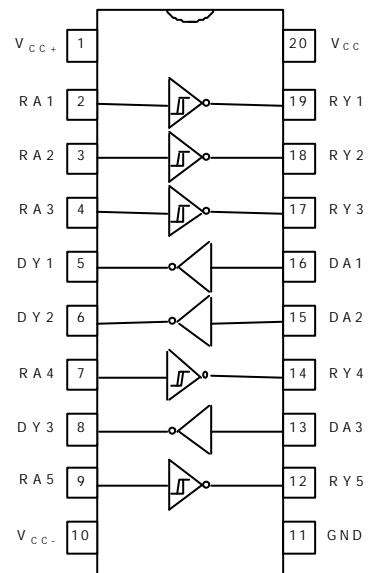 VCC+ 1 20 VCC
RA1 2 19 RY1
RA2 3 18 RY2
RA3 4 17 RY3
DY1 5 16 DA1
DY2 6 15 DA2
RA4 7 14 RY4
DY3 8 13 DA3
RA5 9 12 RY5
VCC- 10 11 GND